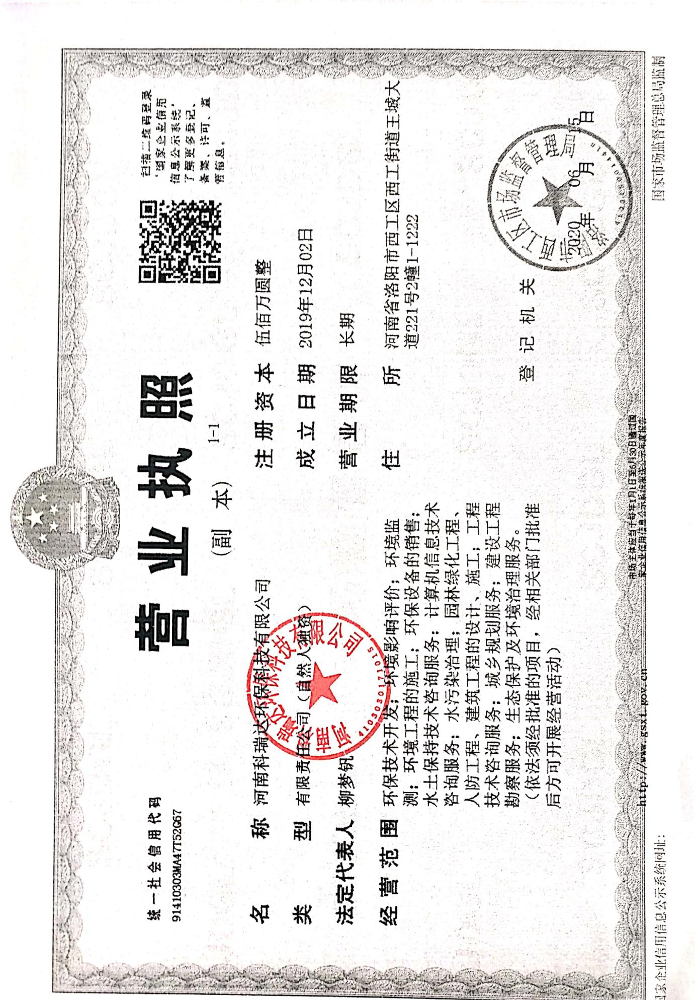 统一社会信用代码
91410303MA47T52G67
营业执照
(副 本) 1-1
扫描二维码登录
‘国家企业信用
信息公示系统’
了解更多登记、
备案、许可、监
管信息。
名 称 河南科瑞达环保科技有限公司
类 型 有限责任公司（自然人独资）
法定代表人 柳梦钒
经营范围 环保技术开发；环境影响评价；环境监
测；环境工程的施工；环保设备的销售；
水土保持技术咨询服务；计算机信息技术
咨询服务；水污染治理；园林绿化工程、
人防工程、建筑工程的设计、施工；工程
技术咨询服务；城乡规划服务；建设工程
勘察服务；生态保护及环境治理服务。
（依法须经批准的项目，经相关部门批准
后方可开展经营活动）
注册资本 伍佰万圆整
成立日期 2019年12月02日
营业期限 长期
住 所 河南省洛阳市西工区西工街道王城大
道221号2幢1-1222
河南科瑞达环保科技有限公司
4103030171015
登记机关
洛阳市西工区市场监督管理局
2020年06月15日
家企业信用信息公示系统网址：
http://www.gsxt.gov.cn
市场主体应当于每年1月1日至6月30日通过国
家企业信用信息公示系统报送公示年度报告
国家市场监督管理总局监制